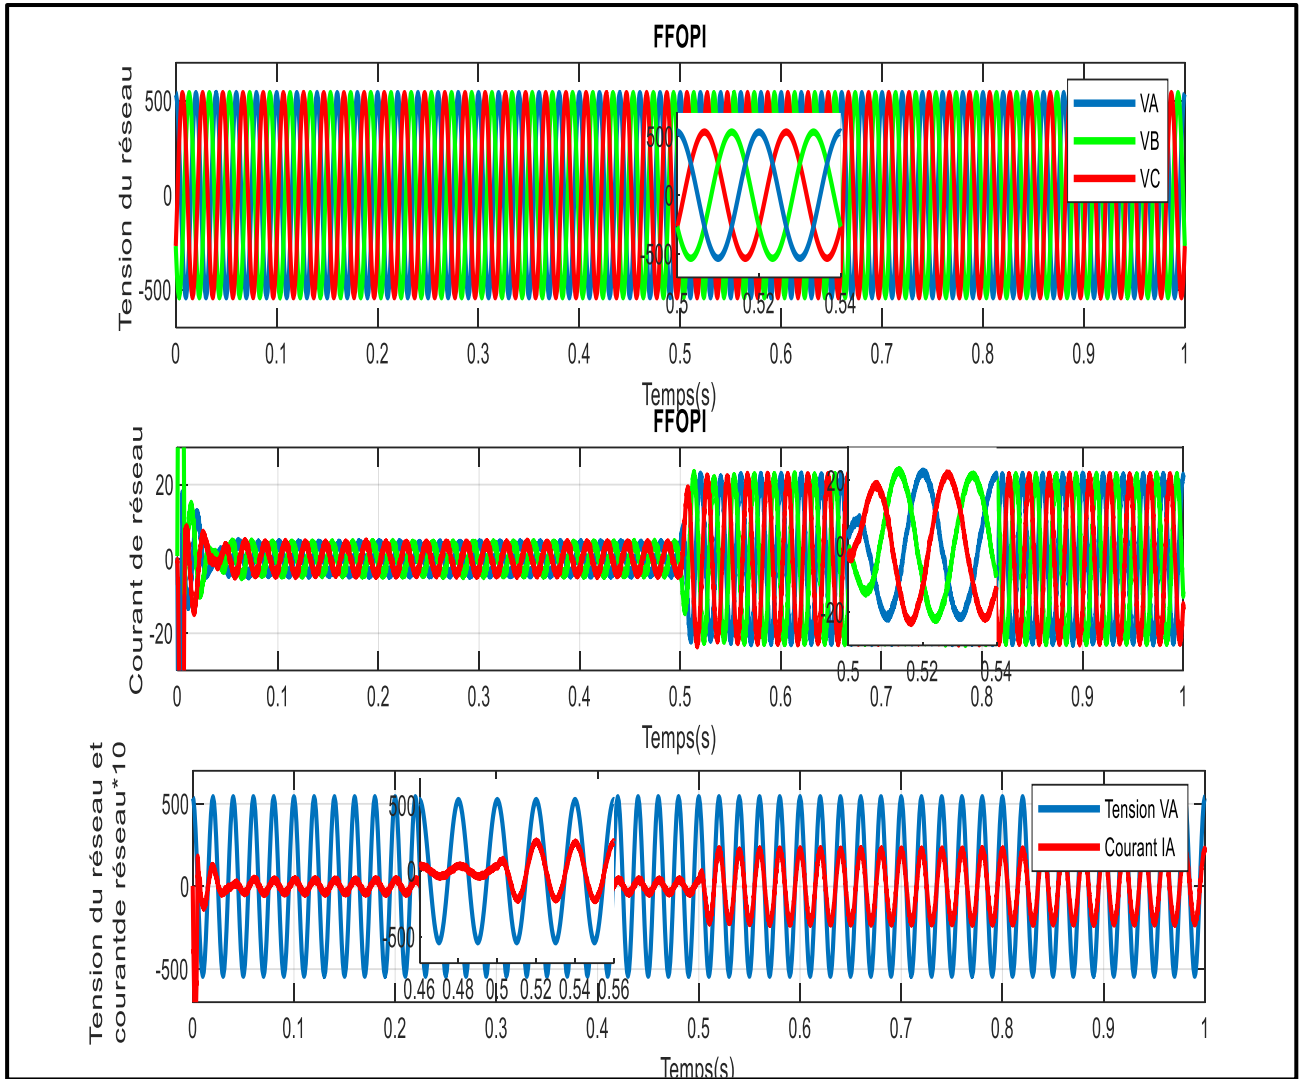 FFOPI
Tension du réseau
500
0
-500
VA
VB
VC
500
0
-500
0.5 0.52 0.54
0 0.1 0.2 0.3 0.4 0.5 0.6 0.7 0.8 0.9 1
Temps(s)
FFOPI
Courant de réseau
20
0
-20
20
0
-20
0.5 0.52 0.54
0 0.1 0.2 0.3 0.4 0.5 0.6 0.7 0.8 0.9 1
Temps(s)
Tension du réseau et
courantde réseau*10
500
0
-500
500
0
-500
0.46 0.48 0.5 0.52 0.54 0.56
Tension VA
Courant IA
0 0.1 0.2 0.3 0.4 0.5 0.6 0.7 0.8 0.9 1
Temps(s)